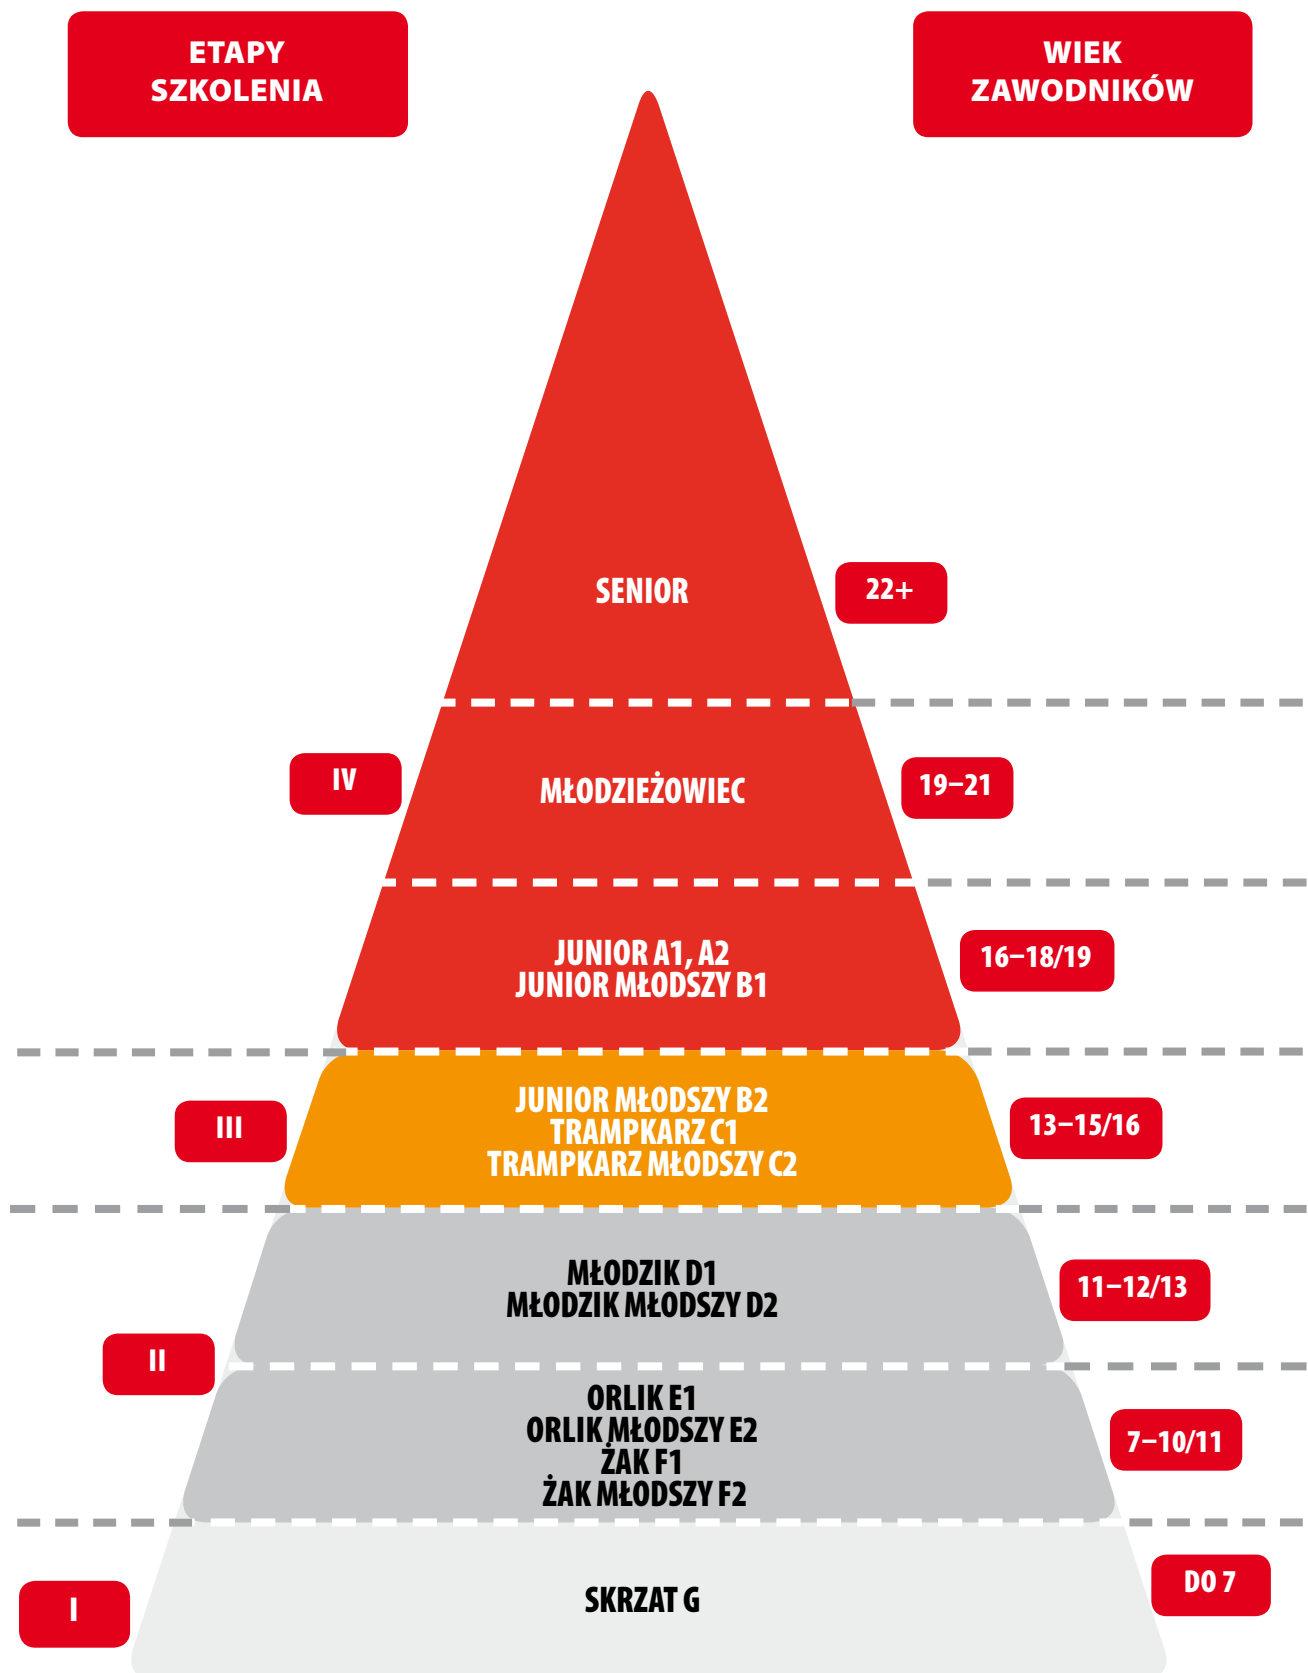 ETAPY
SZKOLENIA
WIEK
ZAWODNIKÓW
SENIOR
22+
IV
MŁODZIEŻOWIEC
19–21
JUNIOR A1, A2
JUNIOR MŁODSZY B1
16–18/19
III
JUNIOR MŁODSZY B2
TRAMPKARZ C1
TRAMPKARZ MŁODSZY C2
13–15/16
MŁODZIK D1
MŁODZIK MŁODSZY D2
11–12/13
II
ORLIK E1
ORLIK MŁODSZY E2
ŻAK F1
ŻAK MŁODSZY F2
7–10/11
I
SKRZAT G
DO 7